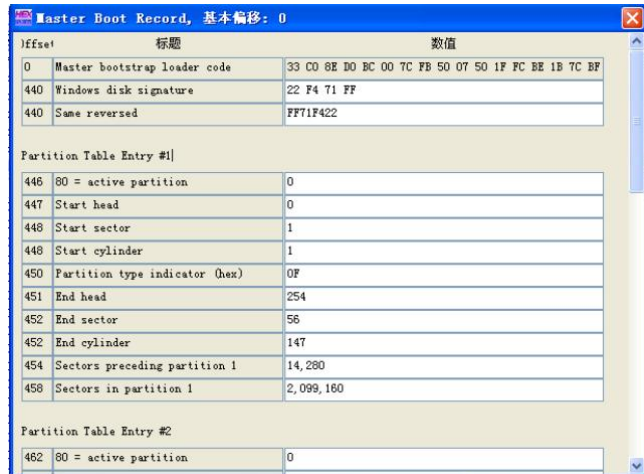 Master Boot Record, 基本偏移: 0
标题 数值
0 Master bootstrap loader code 33 C0 8E D0 BC 00 7C FB 50 07 50 1F FC BE 1B 7C BF
440 Windows disk signature 22 F4 71 FF
440 Same reversed FF71F422
Partition Table Entry #1
446 80 = active partition 0
447 Start head 0
448 Start sector 1
448 Start cylinder 1
450 Partition type indicator (hex) 0F
451 End head 254
452 End sector 56
452 End cylinder 147
454 Sectors preceding partition 1 14,280
458 Sectors in partition 1 2,099,160
Partition Table Entry #2
462 80 = active partition 0